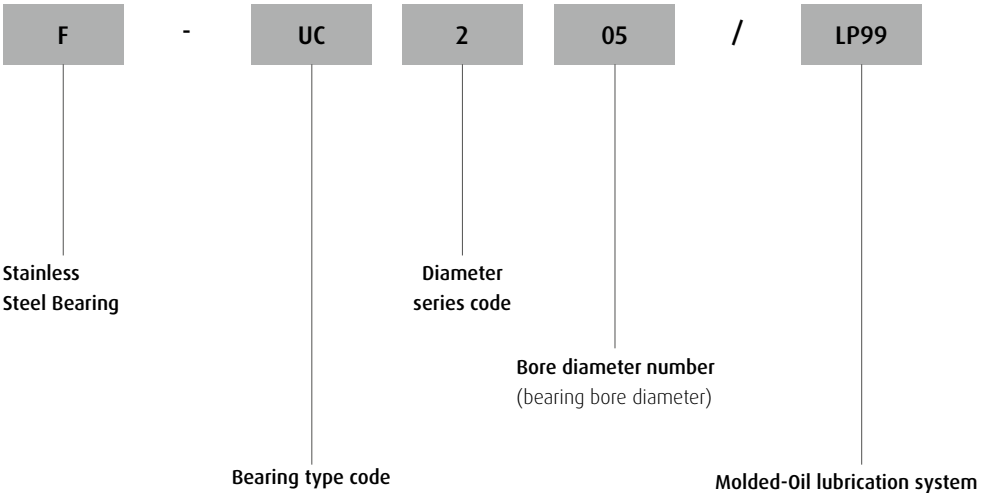 F - UC 2 05 / LP99
Stainless
Steel Bearing
Diameter
series code
Bore diameter number
(bearing bore diameter)
Bearing type code
Molded-Oil lubrication system